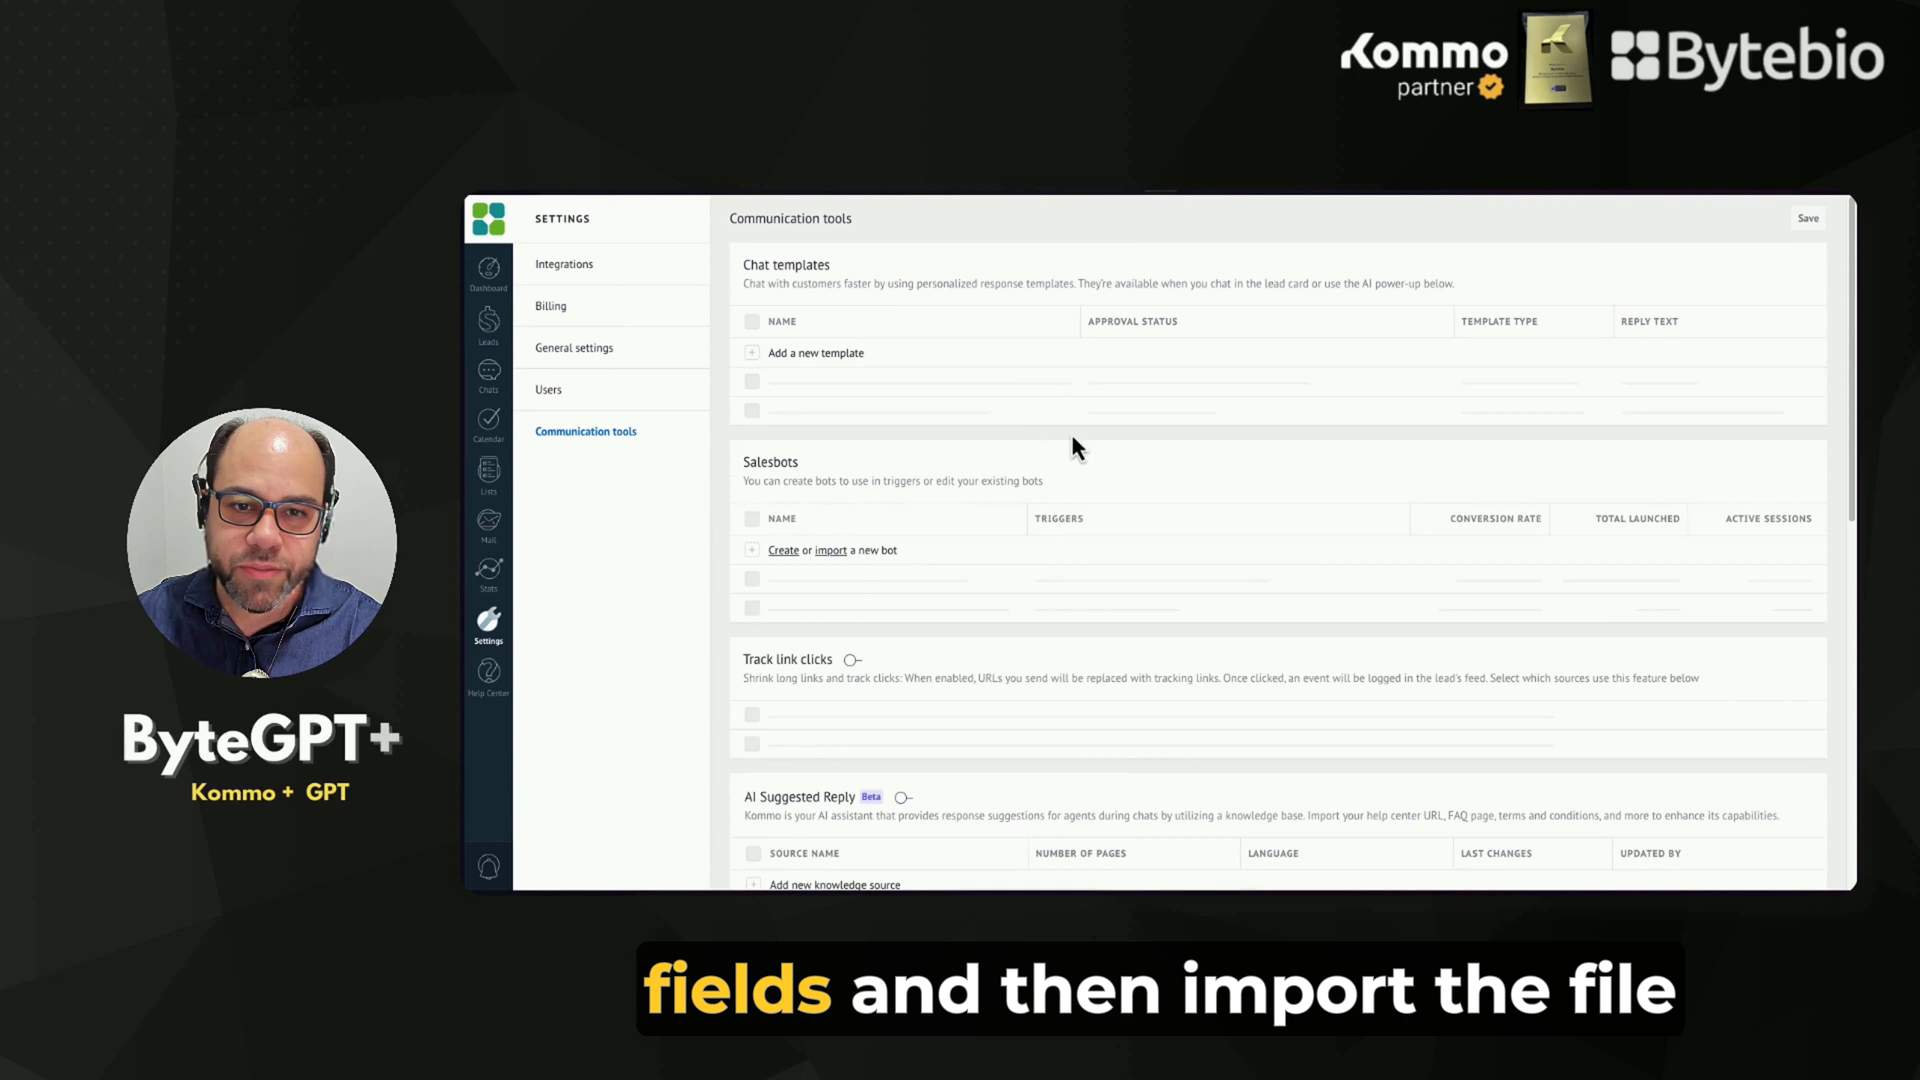 Kommo
partner
Bytebio
SETTINGS
Communication tools
Save
Integrations
Billing
General settings
Users
Communication tools
Dashboard
Leads
Chats
Calendar
Lists
Mail
Stats
Settings
Help Center
Chat templates
Chat with customers faster by using personalized response templates. They're available when you chat in the lead card or use the AI power-up below.
NAME APPROVAL STATUS TEMPLATE TYPE REPLY TEXT
Add a new template
Salesbots
You can create bots to use in triggers or edit your existing bots
NAME TRIGGERS CONVERSION RATE TOTAL LAUNCHED ACTIVE SESSIONS
Create or import a new bot
Track link clicks
Shrink long links and track clicks: When enabled, URLs you send will be replaced with tracking links. Once clicked, an event will be logged in the lead's feed. Select which sources use this feature below
AI Suggested Reply Beta
Kommo is your AI assistant that provides response suggestions for agents during chats by utilizing a knowledge base. Import your help center URL, FAQ page, terms and conditions, and more to enhance its capabilities.
SOURCE NAME NUMBER OF PAGES LANGUAGE LAST CHANGES UPDATED BY
Add new knowledge source
ByteGPT+
Kommo + GPT
fields and then import the file